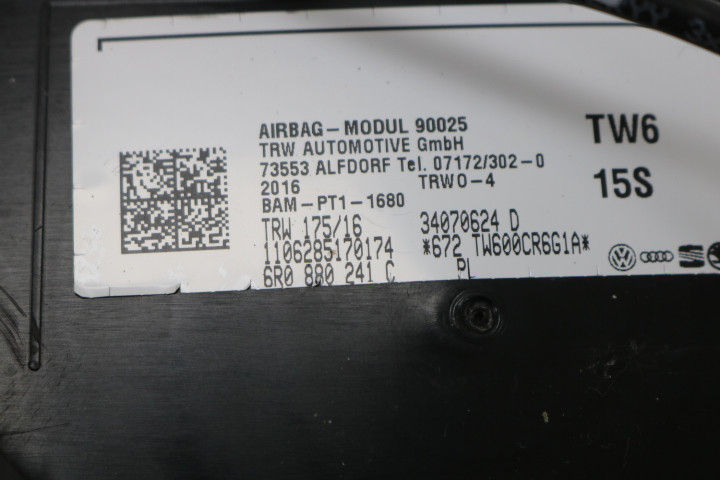 AIRBAG-MODUL 90025
TRW AUTOMOTIVE GmbH
73553 ALFDORF Tel. 07172/302-0
2016 TRWO-4
BAM-PT1-1680
TRW 175/16 34070624 D
1106285170174 *672 TW600CR6G1A*
6R0 880 241 C PL
TW6
15S